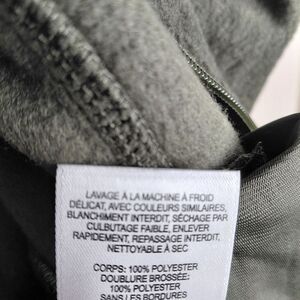 LAVAGE À LA MACHINE À FROID
DÉLICAT, AVEC COULEURS SIMILAIRES,
BLANCHIMENT INTERDIT, SÉCHAGE PAR
CULBUTAGE FAIBLE, ENLEVER
RAPIDEMENT, REPASSAGE INTERDIT,
NETTOYABLE À SEC
CORPS: 100% POLYESTER
DOUBLURE BROSSÉE:
100% POLYESTER
SANS LES BORDURES